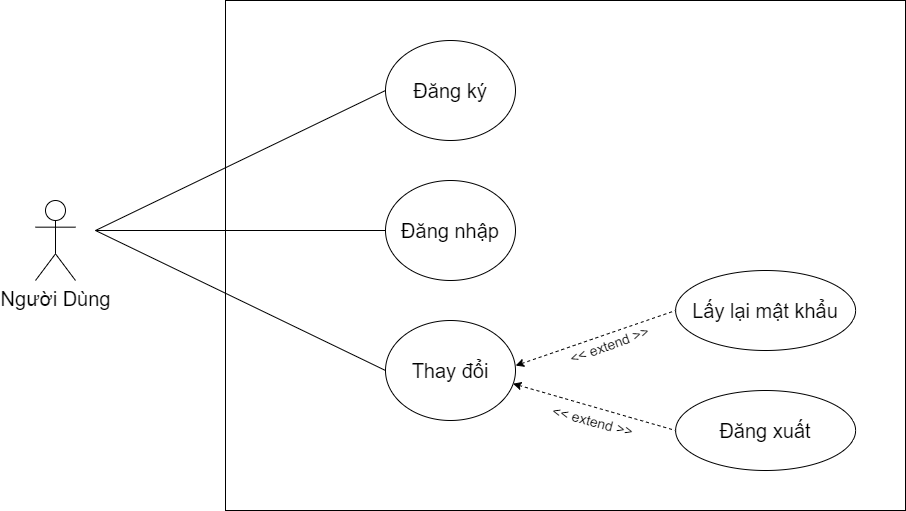 Đăng ký
Đăng nhập
Người Dùng
Lấy lại mật khẩu
<< extend >>
Thay đổi
<< extend >>
Đăng xuất